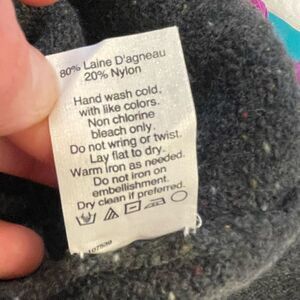 80% Laine D'agneau
20% Nylon
Hand wash cold,
with like colors.
Non chlorine
bleach only.
Do not wring or twist.
Lay flat to dry.
Warm iron as needed.
Do not iron on
embellishment.
Dry clean if preferred.